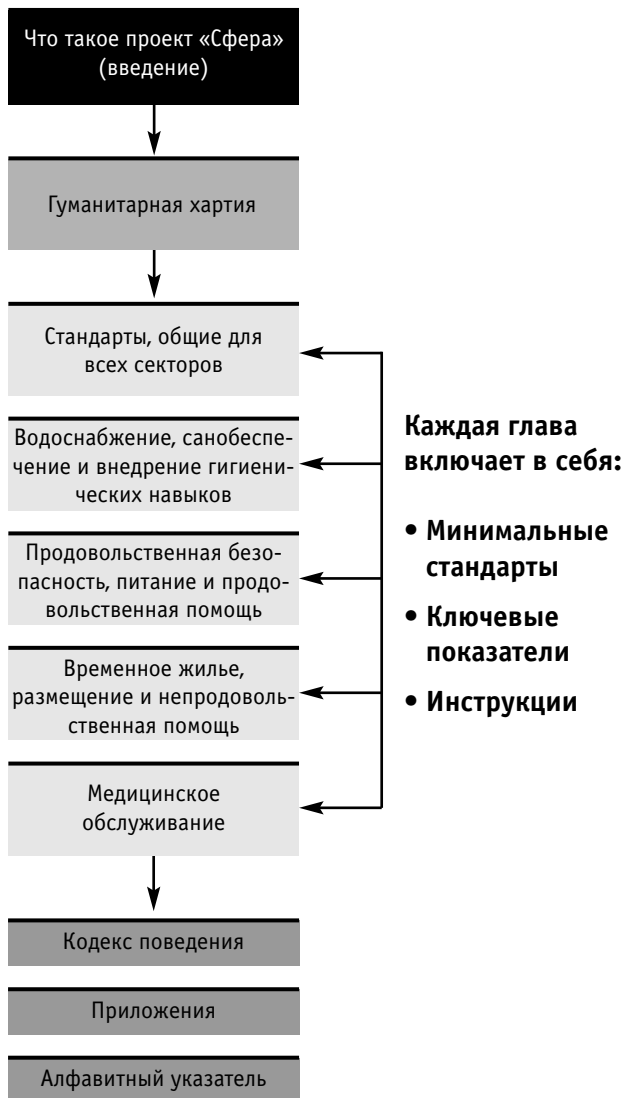 Что такое проект «Сфера»
(введение)
Гуманитарная хартия
Стандарты, общие для
всех секторов
Водоснабжение, санобеспе-
чение и внедрение гигиени-
ческих навыков
Продовольственная безо-
пасность, питание и продо-
вольственная помощь
Временное жилье,
размещение и непродоволь-
ственная помощь
Медицинское
обслуживание
Кодекс поведения
Приложения
Алфавитный указатель
Каждая глава
включает в себя:
• Минимальные
стандарты
• Ключевые
показатели
• Инструкции